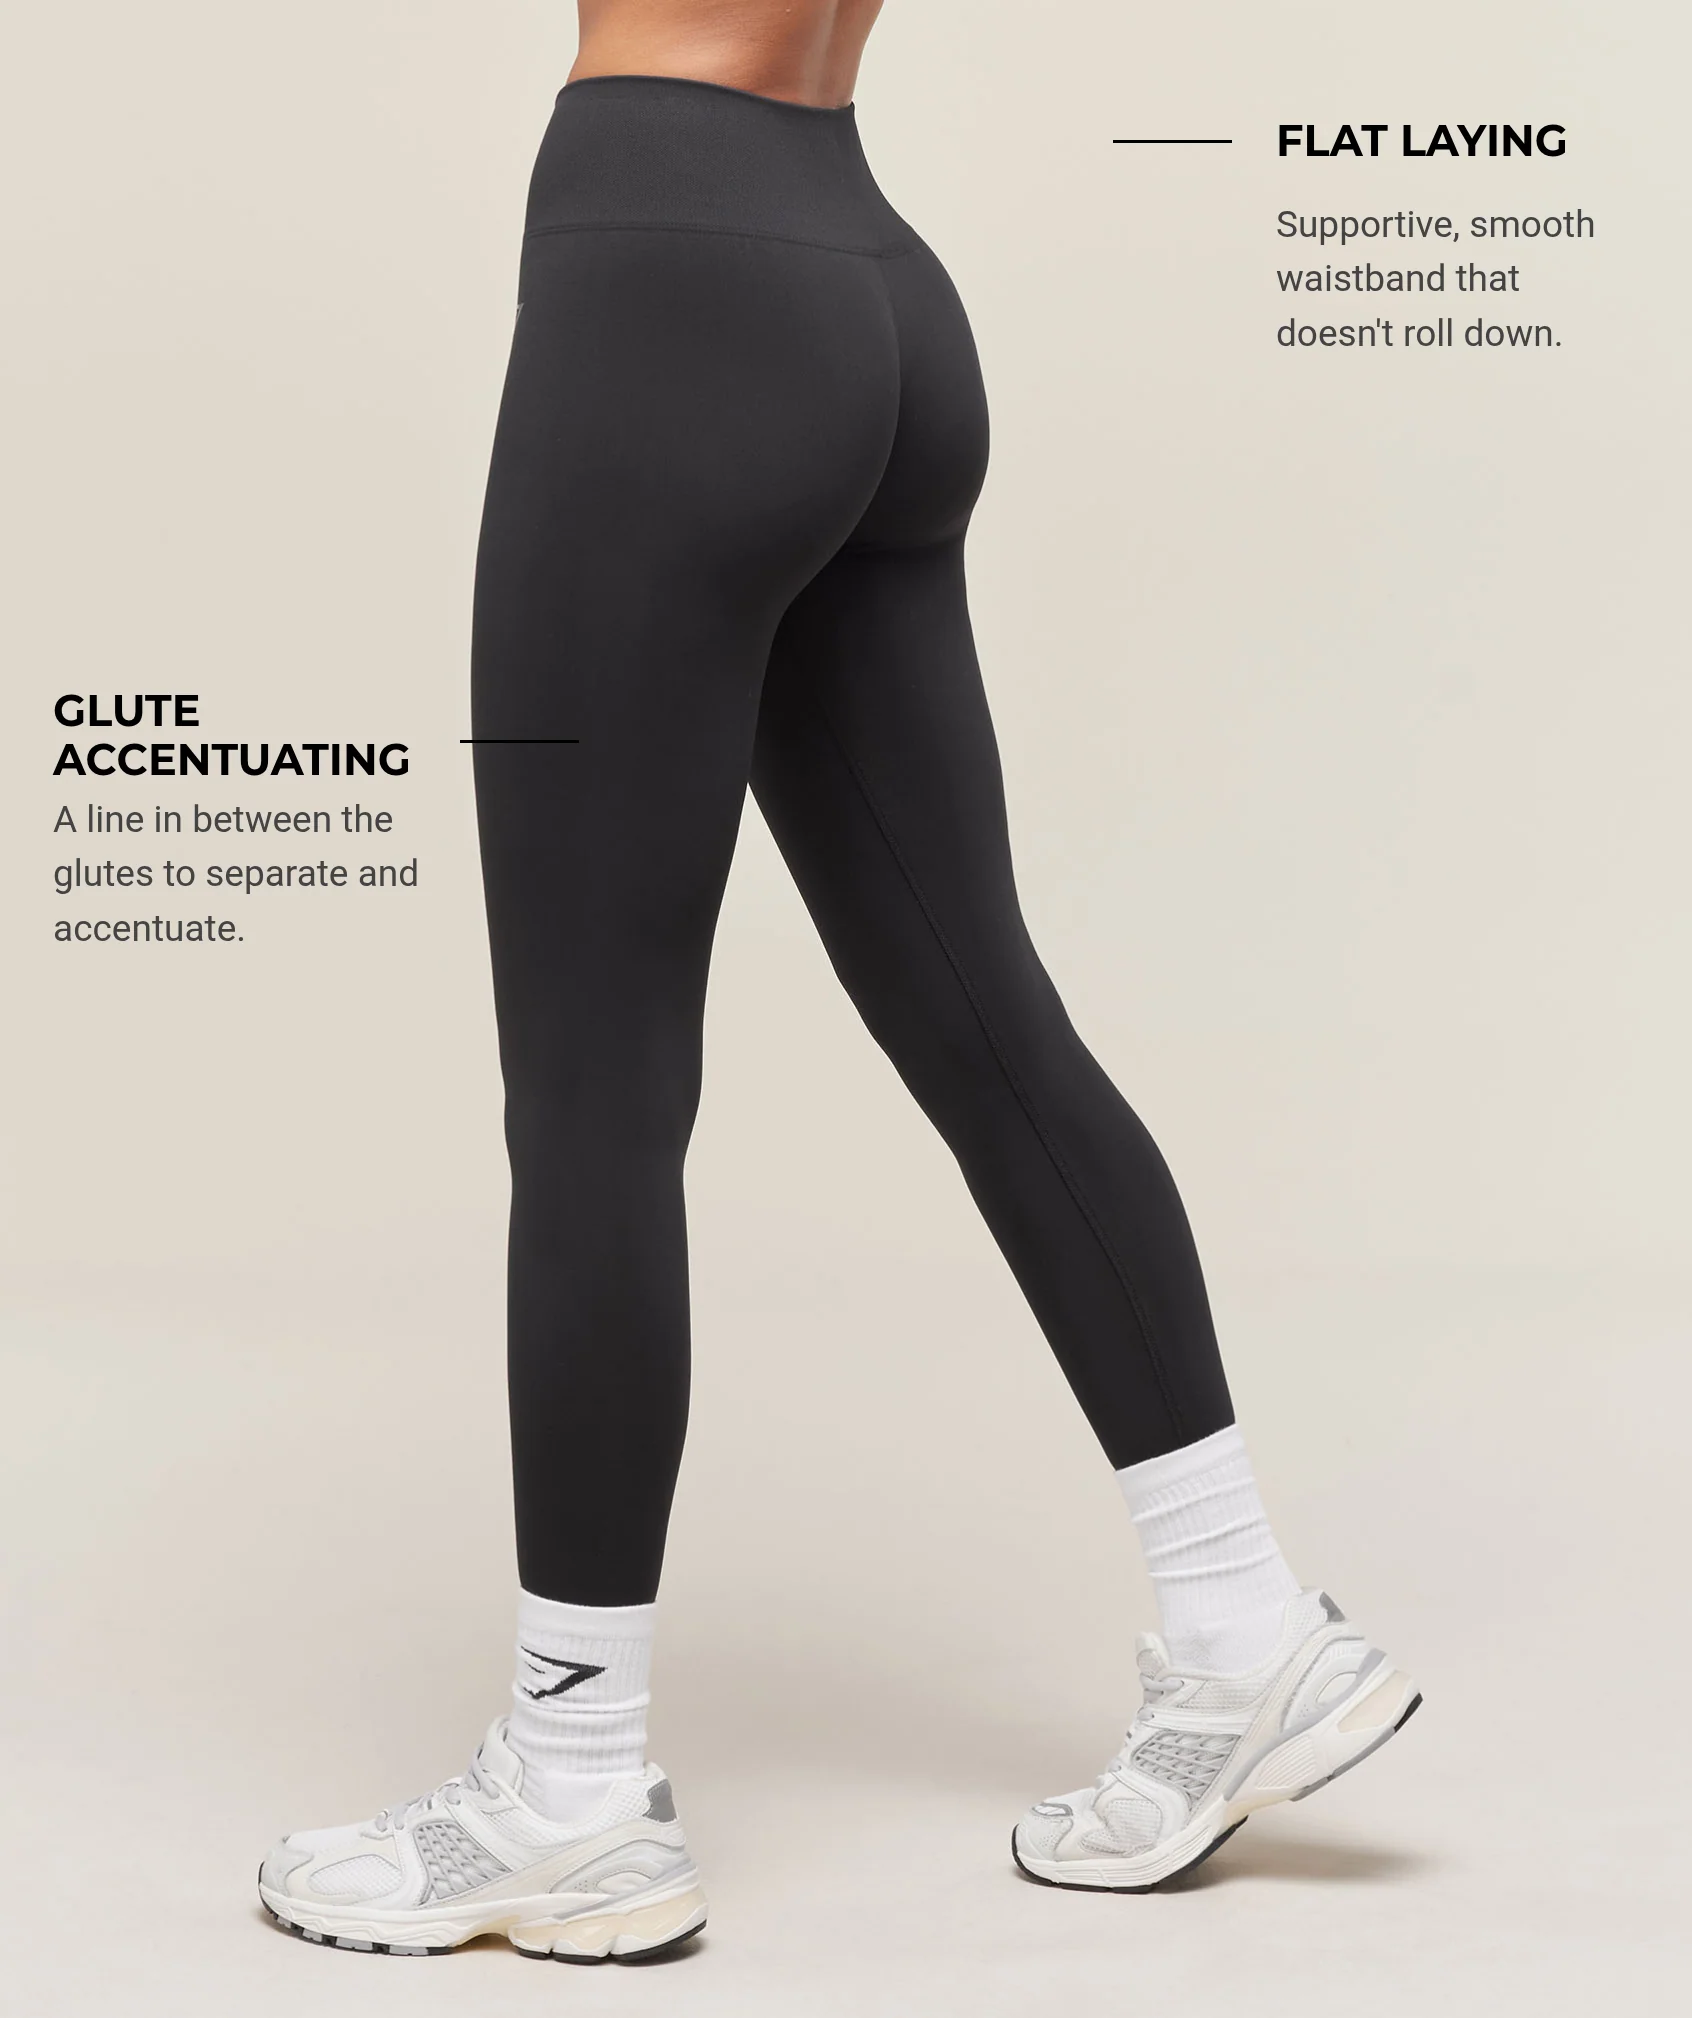 FLAT LAYING
Supportive, smooth
waistband that
doesn't roll down.
GLUTE
ACCENTUATING
A line in between the
glutes to separate and
accentuate.